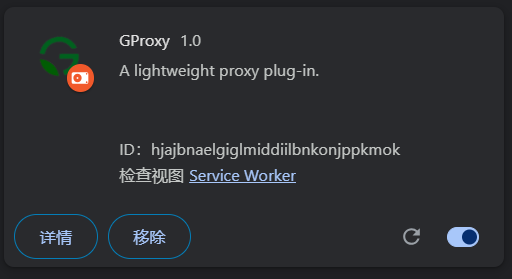 GProxy 1.0
A lightweight proxy plug-in.
ID：hjajbnaelgiglmiddiilbnkonjppkmok
检查视图 Service Worker
详情 移除